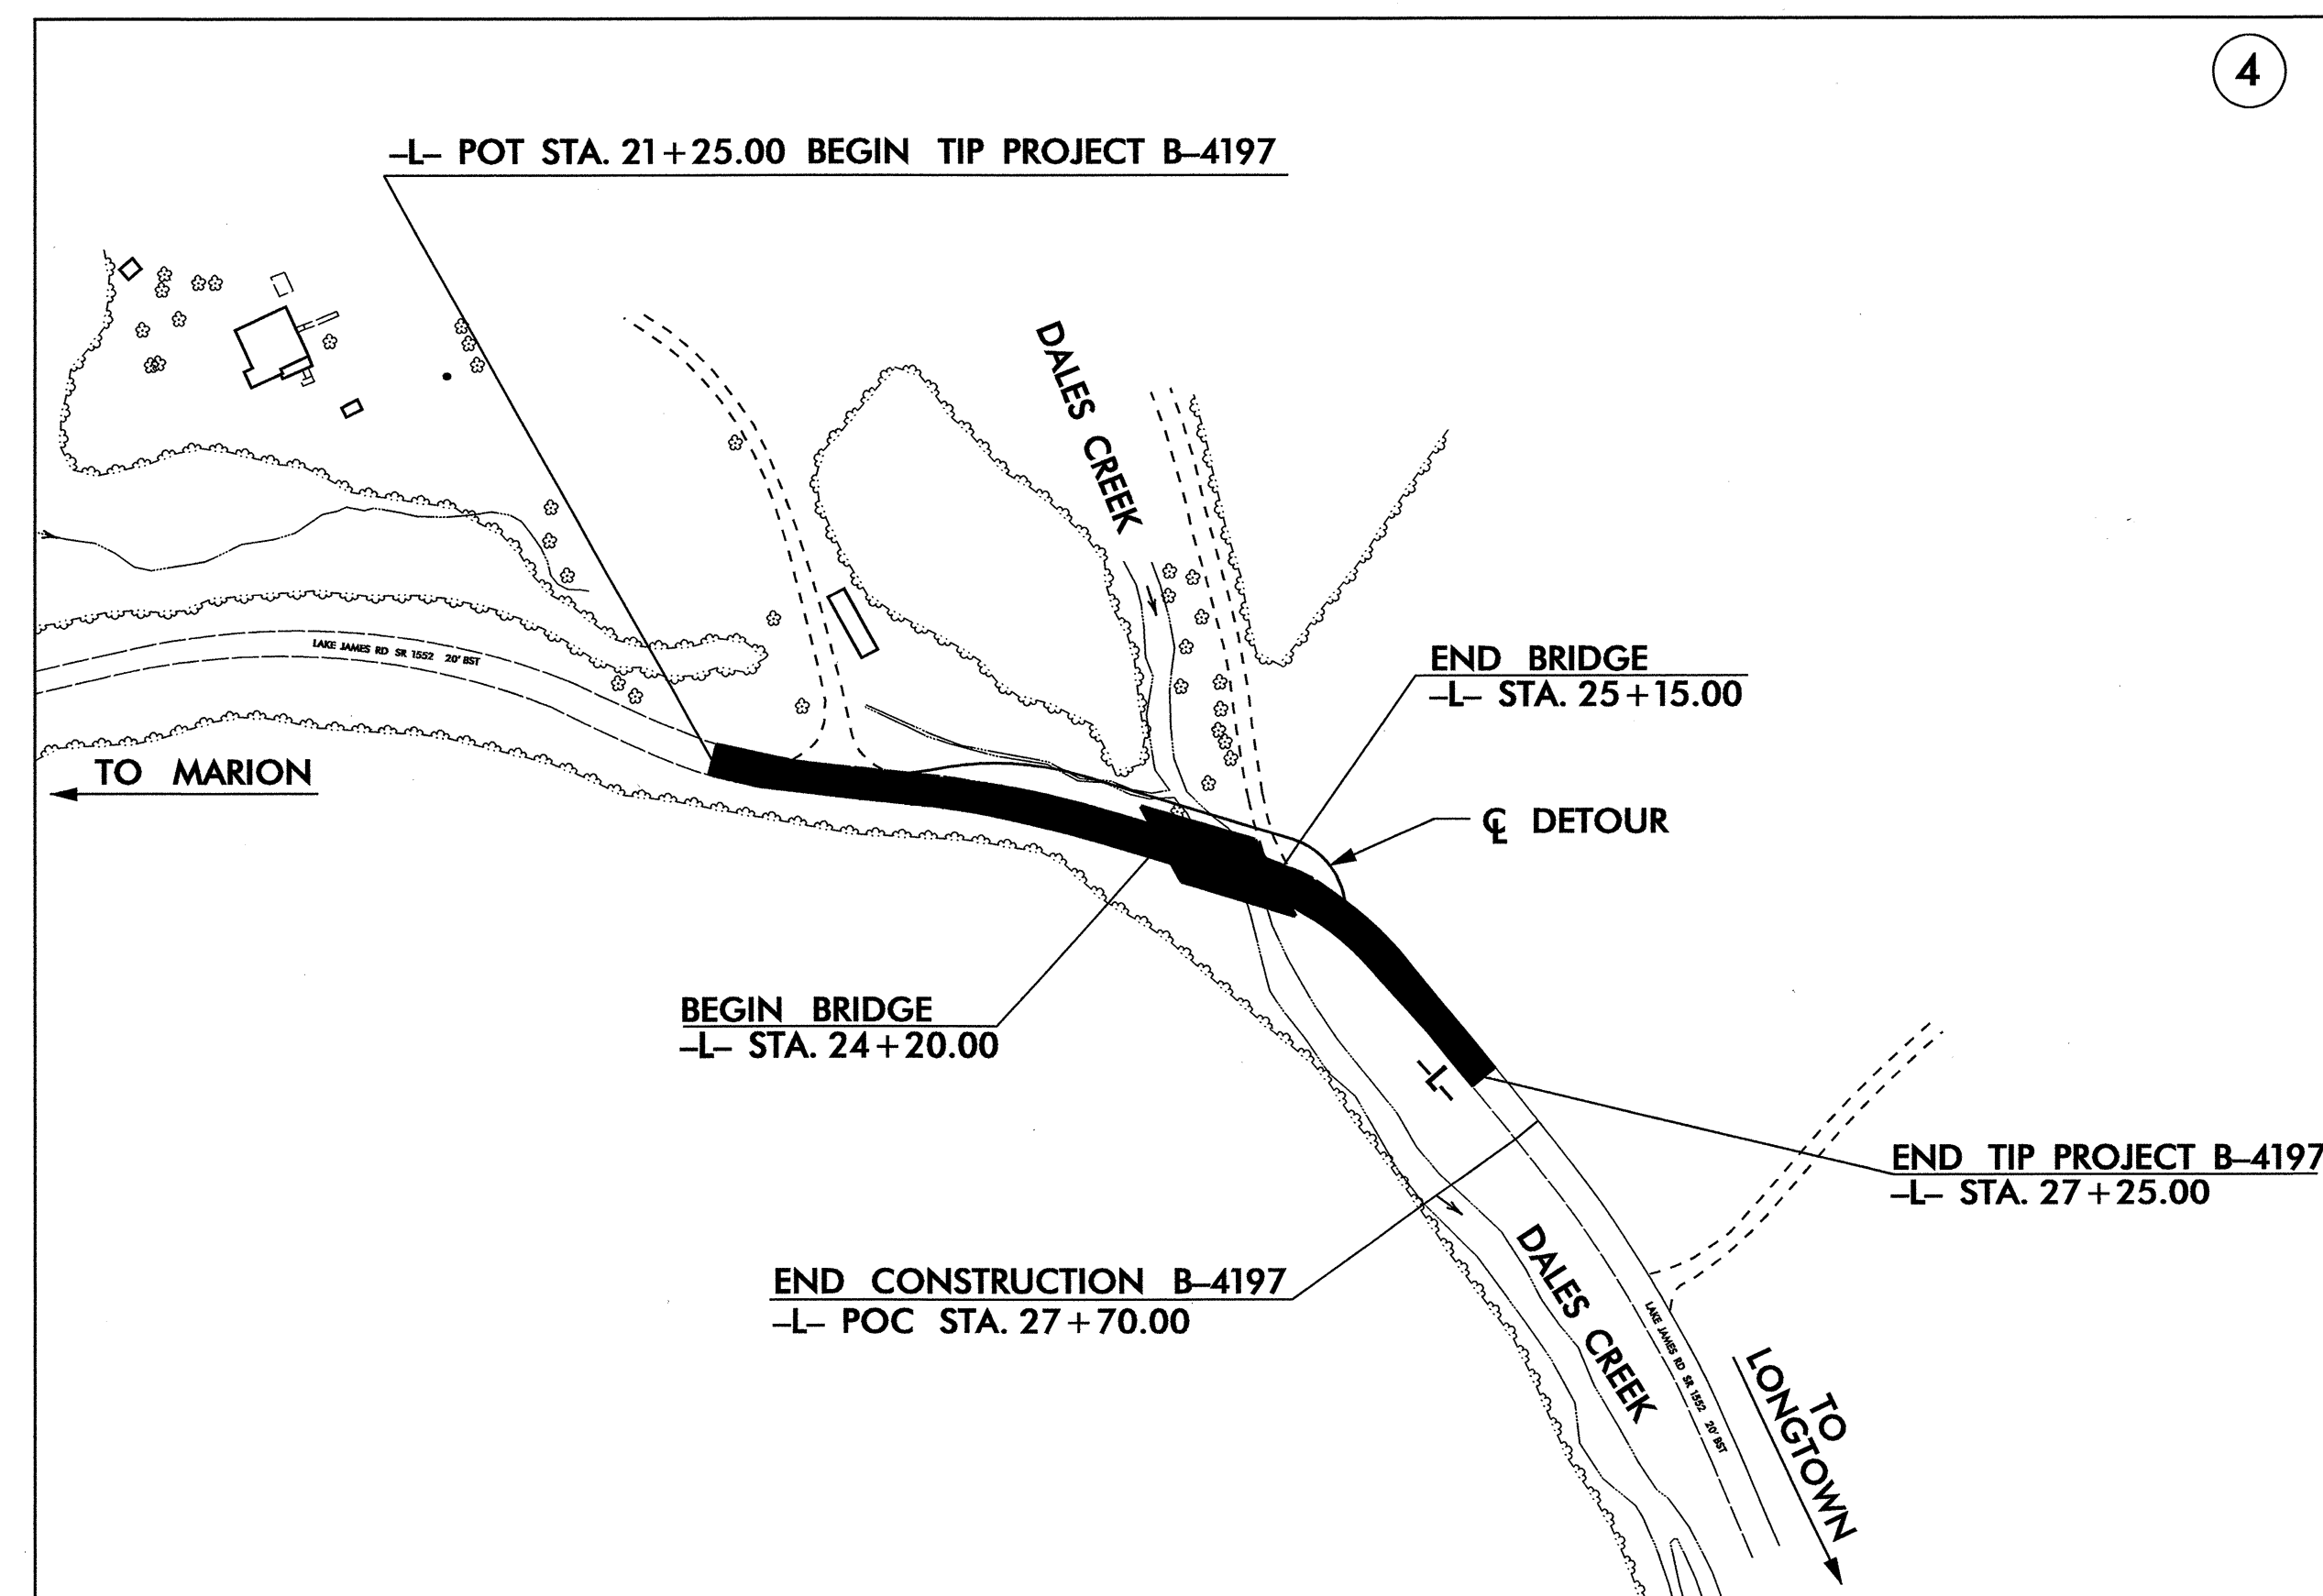 4
–L– POT STA. 21+25.00 BEGIN TIP PROJECT B–4197
DALES CREEK
LAKE JAMES RD SR 1552 20' BST
END BRIDGE
–L– STA. 25+15.00
TO MARION
℄ DETOUR
BEGIN BRIDGE
–L– STA. 24+20.00
–L–
END TIP PROJECT B–4197
–L– STA. 27+25.00
END CONSTRUCTION B–4197
–L– POC STA. 27+70.00
DALES CREEK
LAKE JAMES RD SR 1552 20' BST
TO
LONGTOWN